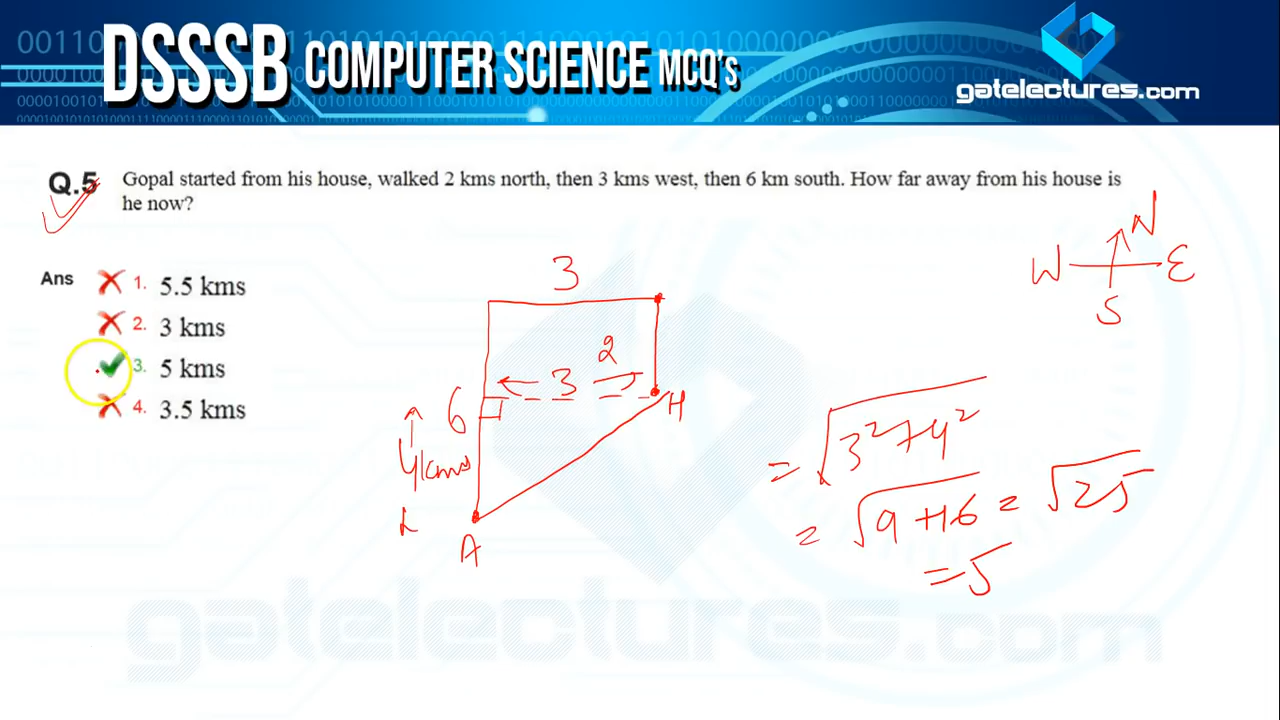 DSSSB COMPUTER SCIENCE MCQ's
gatelectures.com
Q.5 Gopal started from his house, walked 2 kms north, then 3 kms west, then 6 km south. How far away from his house is
he now?
Ans 1. 5.5 kms
2. 3 kms
3. 5 kms
4. 3.5 kms
N
W E
S
3
2
3
6
H
4kms
A
= √3²+4²
= √9+16 = √25
= 5
gatelectures.com